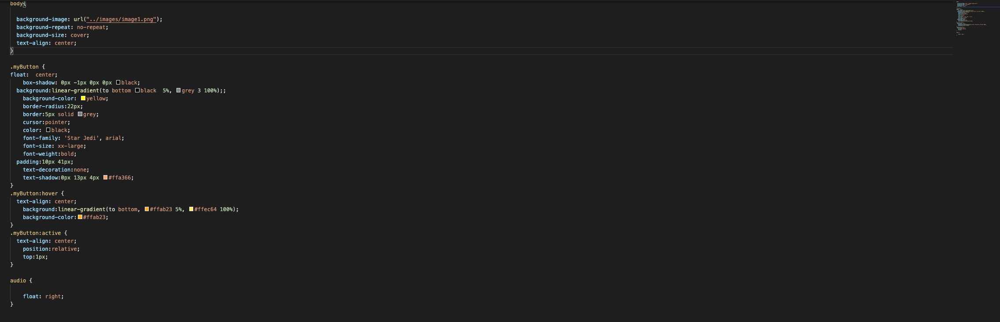 body{
background-image: url("../images/image1.png");
background-repeat: no-repeat;
background-size: cover;
text-align: center;
}
.myButton {
float:  center;
box-shadow: 0px -1px 0px 0px black;
background:linear-gradient(to bottom black  5%, grey 3 100%);;
background-color: yellow;
border-radius:22px;
border:5px solid grey;
cursor:pointer;
color: black;
font-family: 'Star Jedi', arial;
font-size: xx-large;
font-weight:bold;
padding:10px 41px;
text-decoration:none;
text-shadow:0px 13px 4px #ffa366;
}
.myButton:hover {
text-align: center;
background:linear-gradient(to bottom, #ffab23 5%, #ffec64 100%);
background-color:#ffab23;
}
.myButton:active {
text-align: center;
position:relative;
top:1px;
}
audio {
float: right;
}